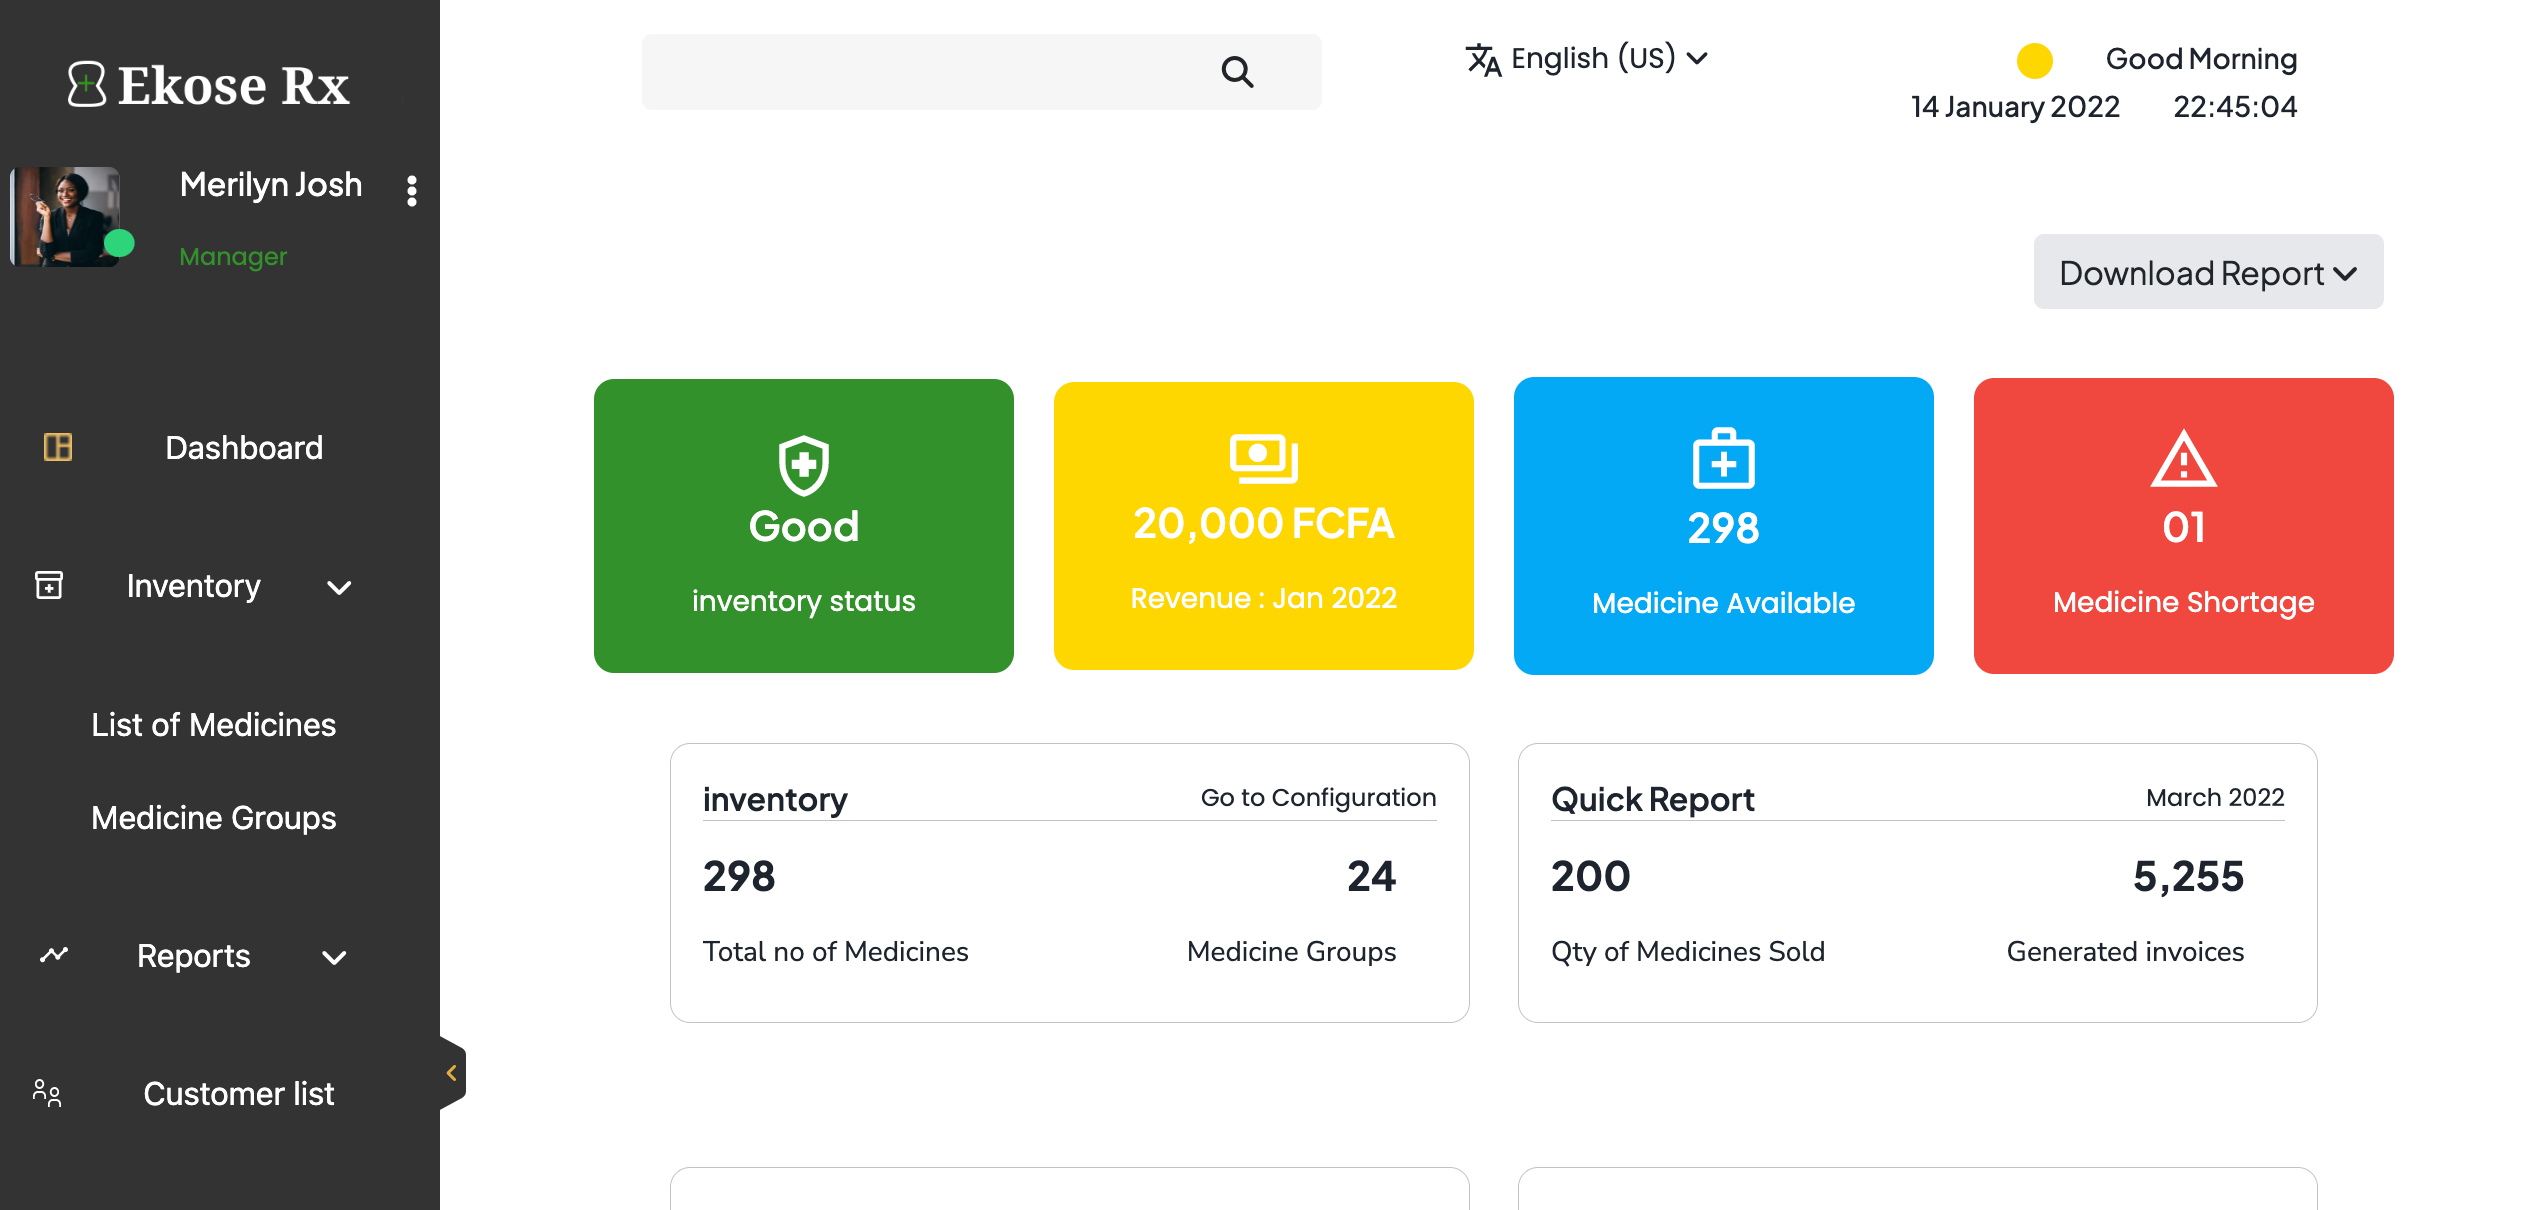 Ekose Rx
Merilyn Josh
Manager
Dashboard
Inventory
List of Medicines
Medicine Groups
Reports
Customer list
English (US)
Good Morning
14 January 2022 22:45:04
Download Report
Good
inventory status
20,000 FCFA
Revenue : Jan 2022
298
Medicine Available
01
Medicine Shortage
inventory Go to Configuration
298 24
Total no of Medicines Medicine Groups
Quick Report March 2022
200 5,255
Qty of Medicines Sold Generated invoices